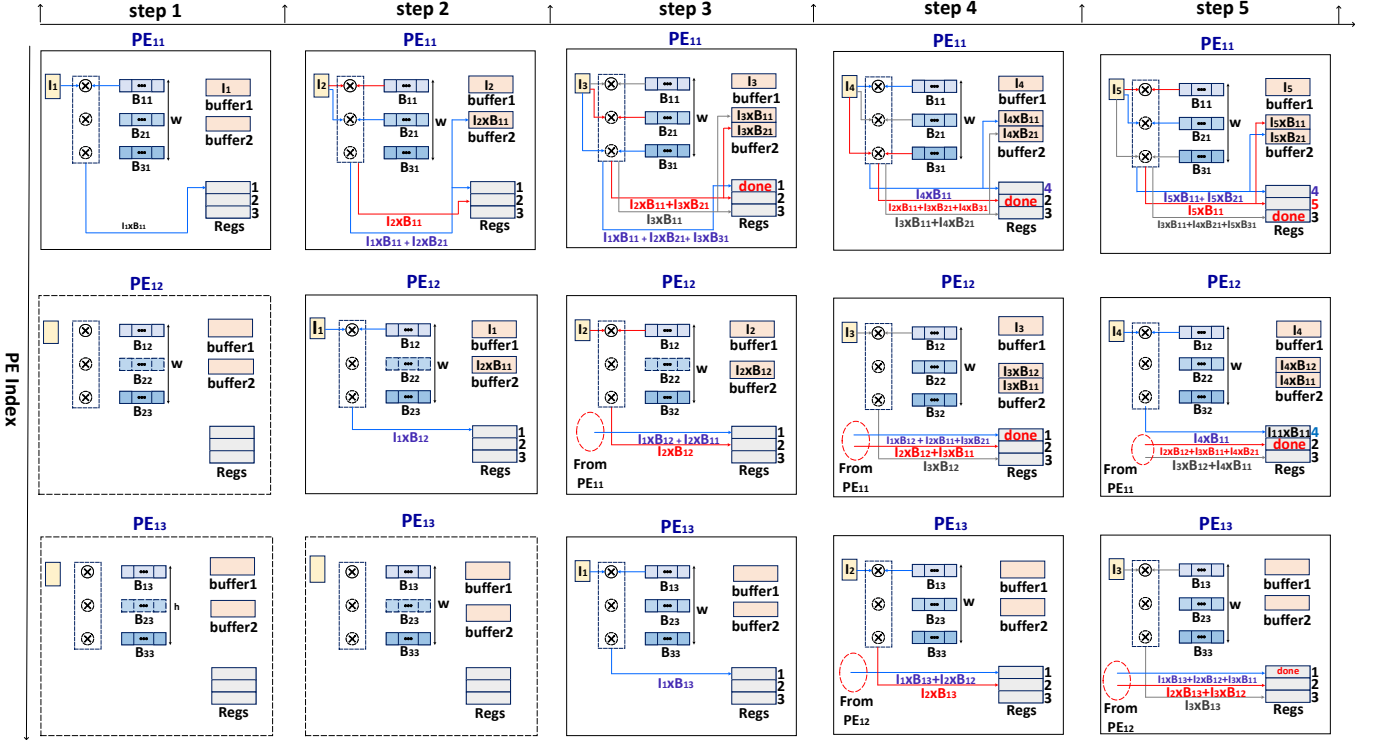 step 1
step 2
step 3
step 4
step 5
PE Index
PE11
I1
B11
B21
B31
W
I1
buffer1
buffer2
I1xB11
1
2
3
Regs
PE11
I2
B11
B21
B31
W
I2
buffer1
I2xB11
buffer2
1
2
3
I2xB11
I1xB11 + I2xB21
Regs
PE11
I3
B11
B21
B31
W
I3
buffer1
I3xB11
I3xB21
buffer2
done 1
I2xB11+I3xB21 2
I3xB11 3
I1xB11 + I2xB21+ I3xB31
Regs
PE11
I4
B11
B21
B31
W
I4
buffer1
I4xB11
I4xB21
buffer2
I4xB11 4
I2xB11+I3xB21+I4xB31 done 2
I3xB11+I4xB21 3
Regs
PE11
I5
B11
B21
B31
W
I5
buffer1
I5xB11
I5xB21
buffer2
I5xB11+ I5xB21 4
I5xB11 5
done 3
I3xB11+I4xB21+I5xB31
Regs
PE12
B12
B22
B23
W
buffer1
buffer2
Regs
PE12
I1
B12
B22
B23
W
I1
buffer1
I2xB11
buffer2
I1xB12
1
2
3
Regs
PE12
I2
B12
B22
B32
W
I2
buffer1
I2xB12
buffer2
I1xB12 + I2xB11 1
I2xB12 2
3
From
PE11
Regs
PE12
I3
B12
B22
B32
W
I3
buffer1
I3xB12
I3xB11
buffer2
I1xB12 + I2xB11+I3xB21 done 1
I2xB12+I3xB11 2
I3xB12 3
From
PE11
Regs
PE12
I4
B12
B22
B32
W
I4
buffer1
I4xB12
I4xB11
buffer2
I11xB11 4
I4xB11 done 2
I2xB12+I3xB11+I4xB21 3
I3xB12+I4xB11
From
PE11
Regs
PE13
B13
B23
B33
h
buffer1
buffer2
Regs
PE13
B13
B23
B33
W
buffer1
buffer2
Regs
PE13
I1
B13
B23
B33
W
buffer1
buffer2
I1xB13
1
2
3
Regs
PE13
I2
B13
B23
B33
W
buffer1
buffer2
I1xB13+I2xB12 1
I2xB13 2
3
From
PE12
Regs
PE13
I3
B13
B23
B33
W
buffer1
buffer2
done 1
I1xB13+I2xB12+I3xB11 2
I2xB13+I3xB12 3
I3xB13
From
PE12
Regs